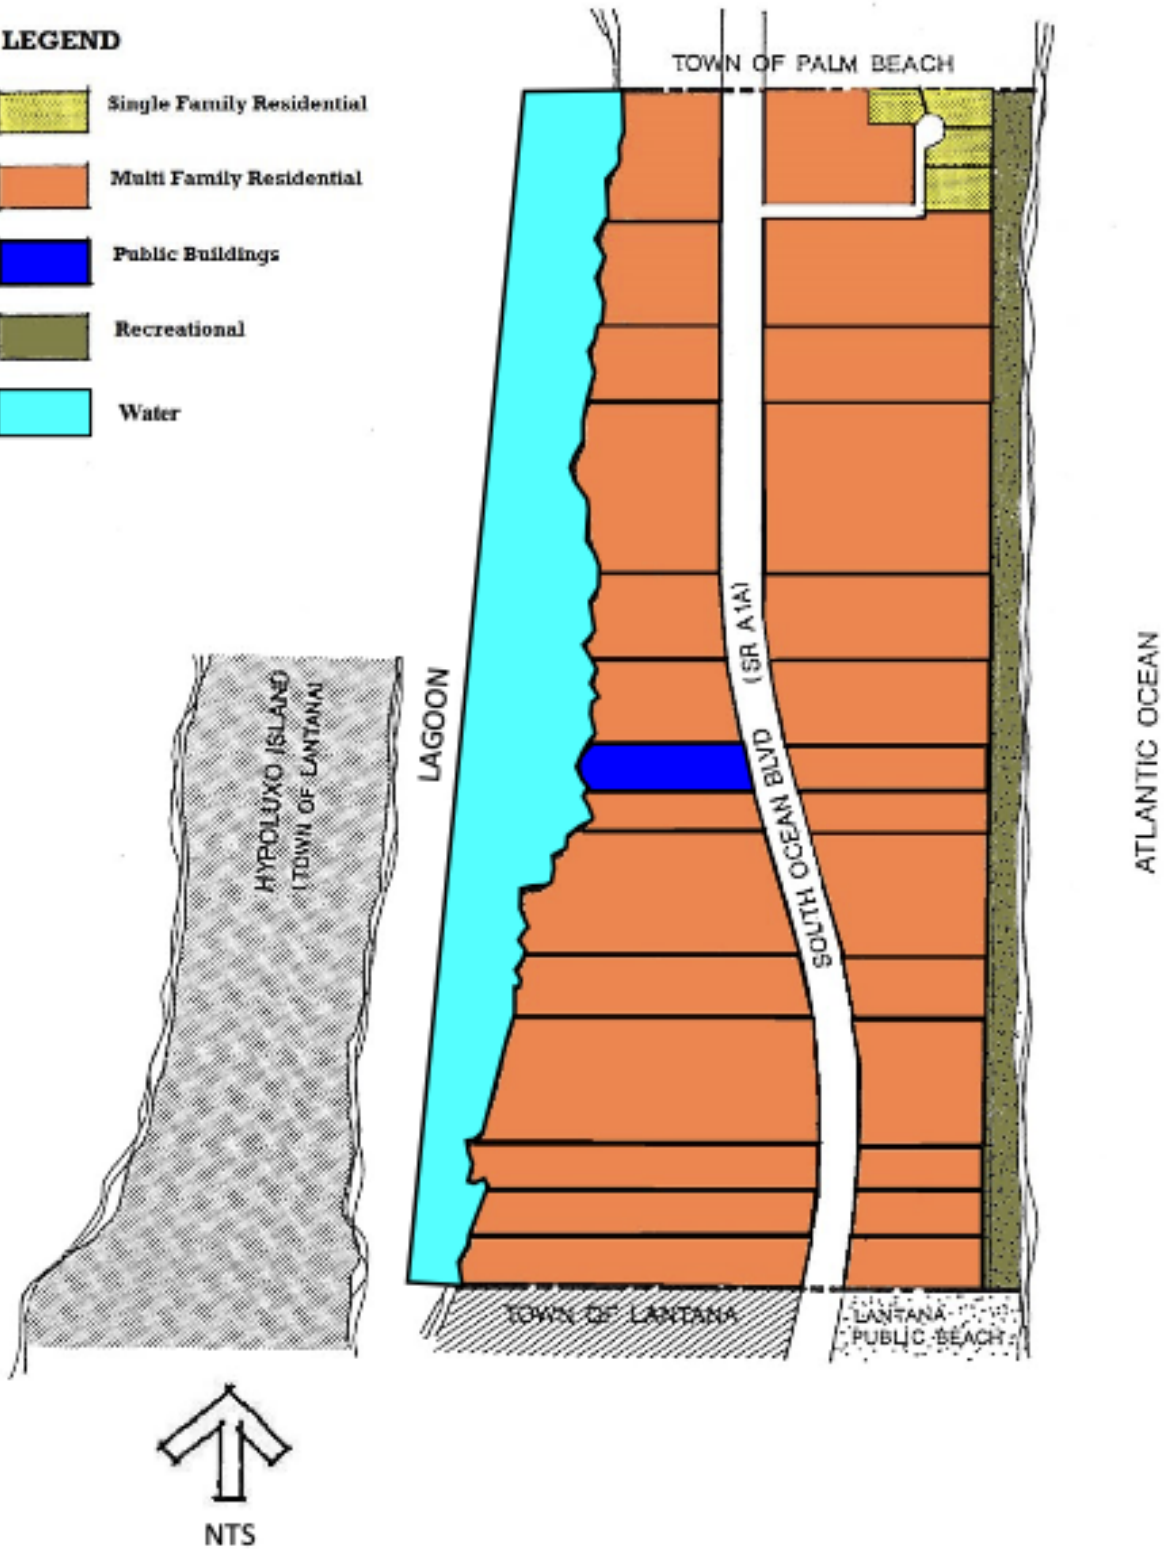 LEGEND
Single Family Residential
Multi Family Residential
Public Buildings
Recreational
Water
TOWN OF PALM BEACH
(SR A1A)
SOUTH OCEAN BLVD
LAGOON
HYPOLUXO ISLAND
(TOWN OF LANTANA)
ATLANTIC OCEAN
TOWN OF LANTANA
LANTANA
PUBLIC BEACH
NTS